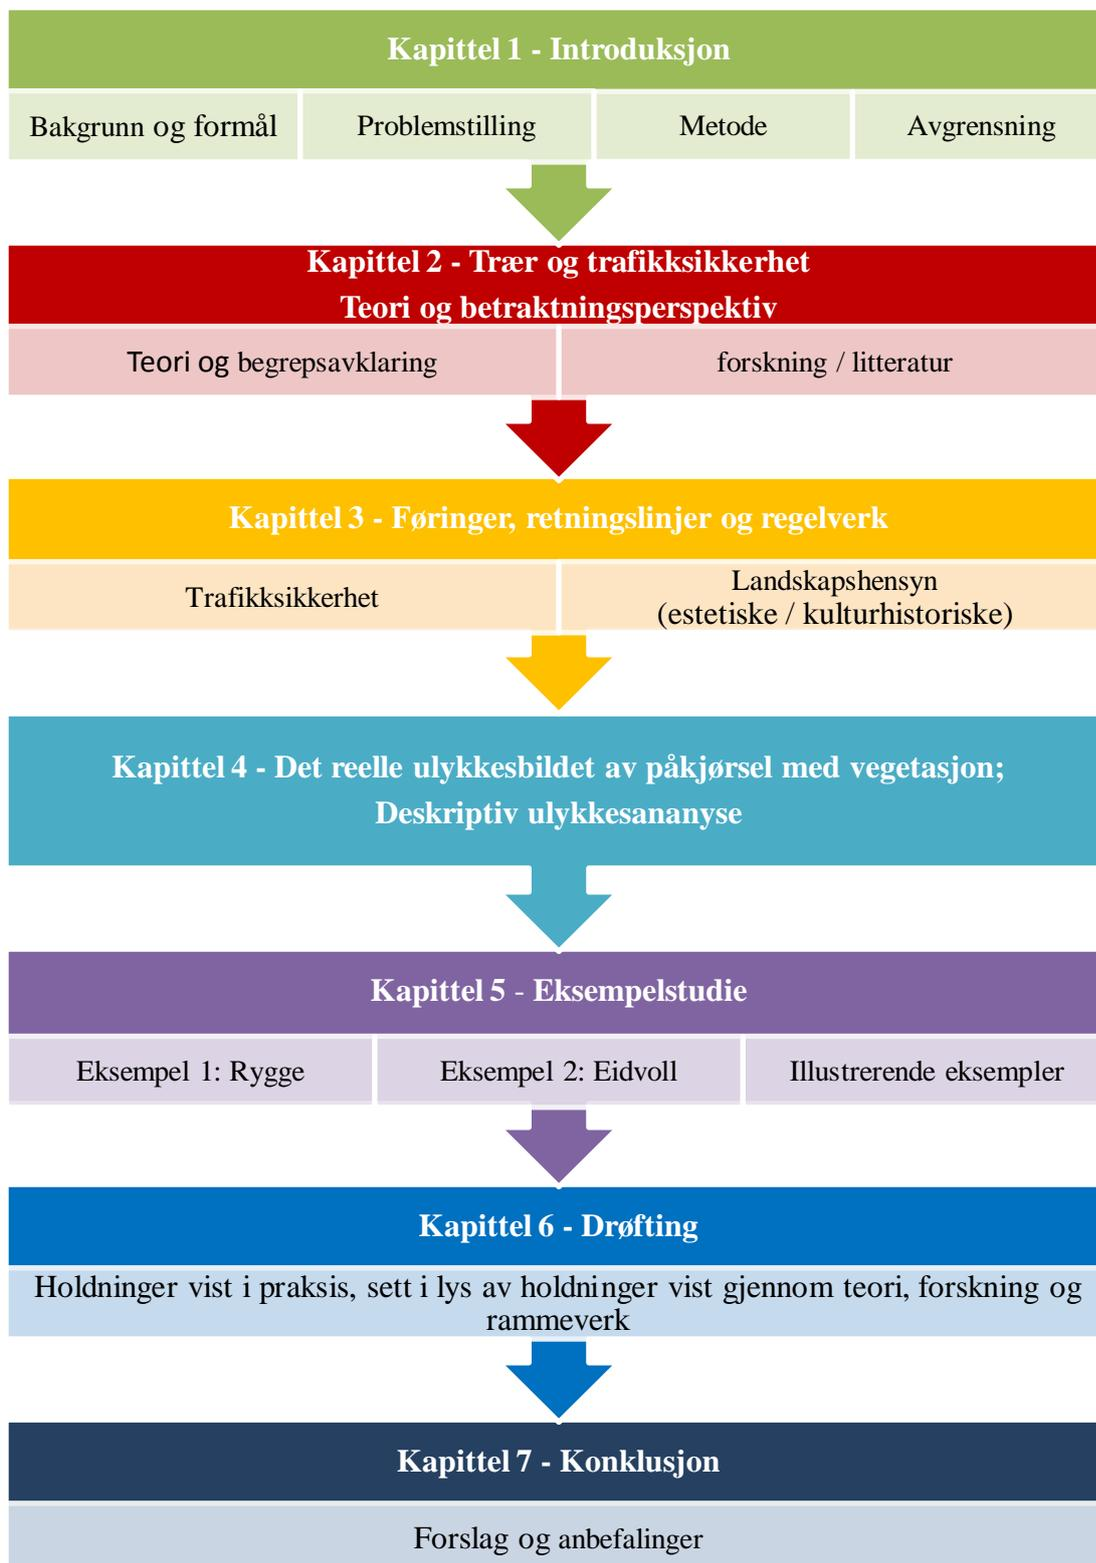 Kapittel 1 - Introduksjon
Bakgrunn og formål
Problemstilling
Metode
Avgrensning
Kapittel 2 - Trær og trafikksikkerhet
Teori og betraktningsperspektiv
Teori og begrepsavklaring
forskning / litteratur
Kapittel 3 - Føringer, retningslinjer og regelverk
Trafikksikkerhet
Landskapshensyn
(estetiske / kulturhistoriske)
Kapittel 4 - Det reelle ulykkesbildet av påkjørsel med vegetasjon;
Deskriptiv ulykkesananyse
Kapittel 5 - Eksempelstudie
Eksempel 1: Rygge
Eksempel 2: Eidvoll
Illustrerende eksempler
Kapittel 6 - Drøfting
Holdninger vist i praksis, sett i lys av holdninger vist gjennom teori, forskning og
rammeverk
Kapittel 7 - Konklusjon
Forslag og anbefalinger